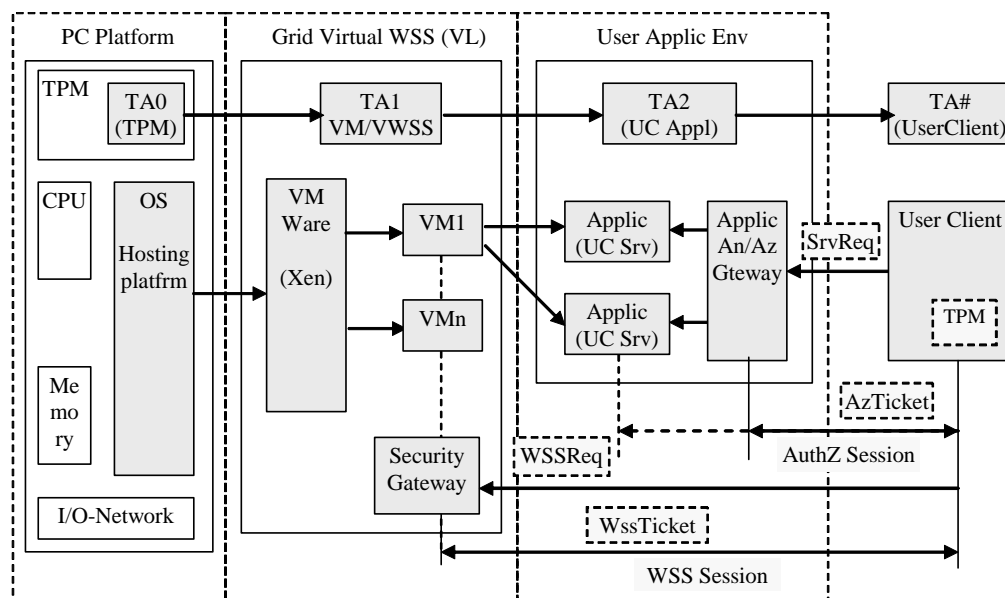 PC Platform
Grid Virtual WSS (VL)
User Applic Env
TPM
TA0
(TPM)
TA1
VM/VWSS
TA2
(UC Appl)
TA#
(UserClient)
CPU
OS
Hosting
platfrm
VM
Ware
(Xen)
VM1
VMn
Applic
(UC Srv)
Applic
(UC Srv)
Applic
An/Az
Gteway
SrvReq
User Client
TPM
Me
mo
ry
I/O-Network
Security
Gateway
WSSReq
AzTicket
AuthZ Session
WssTicket
WSS Session